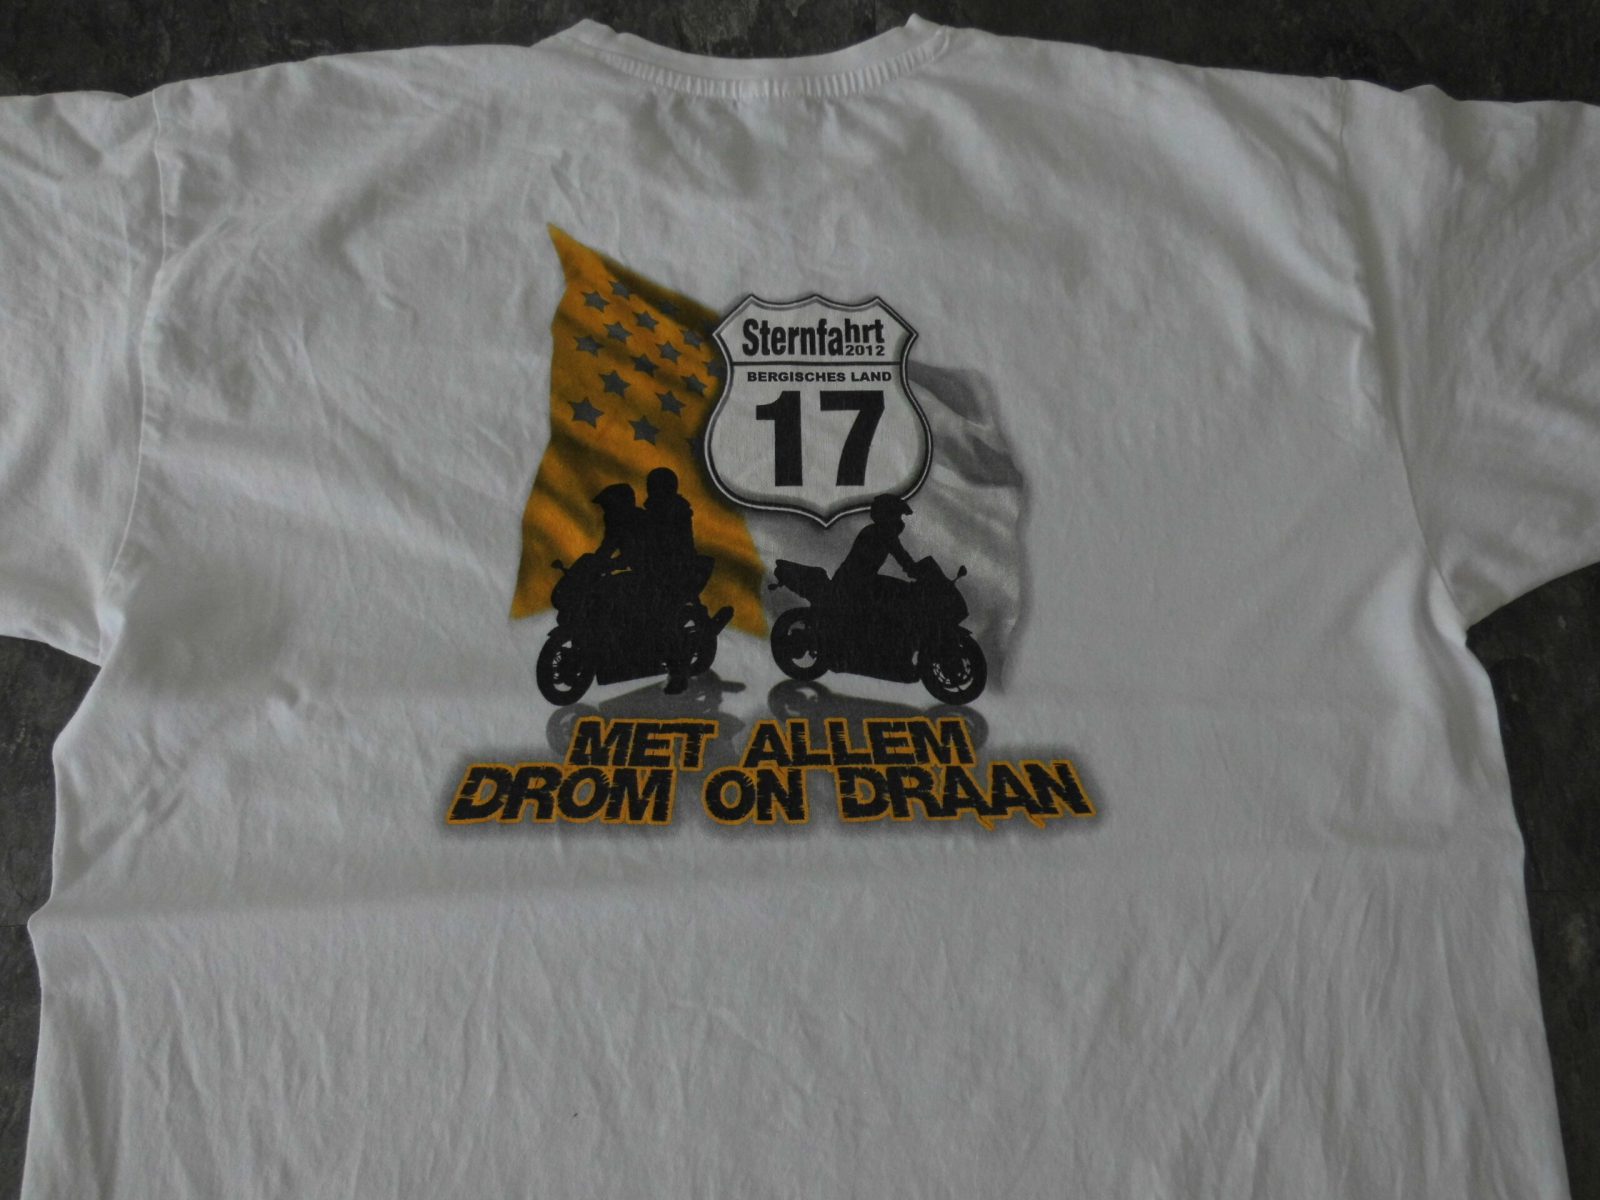 Sternfahrt
2012
BERGISCHES LAND
17
MET ALLEM
DROM ON DRAAN